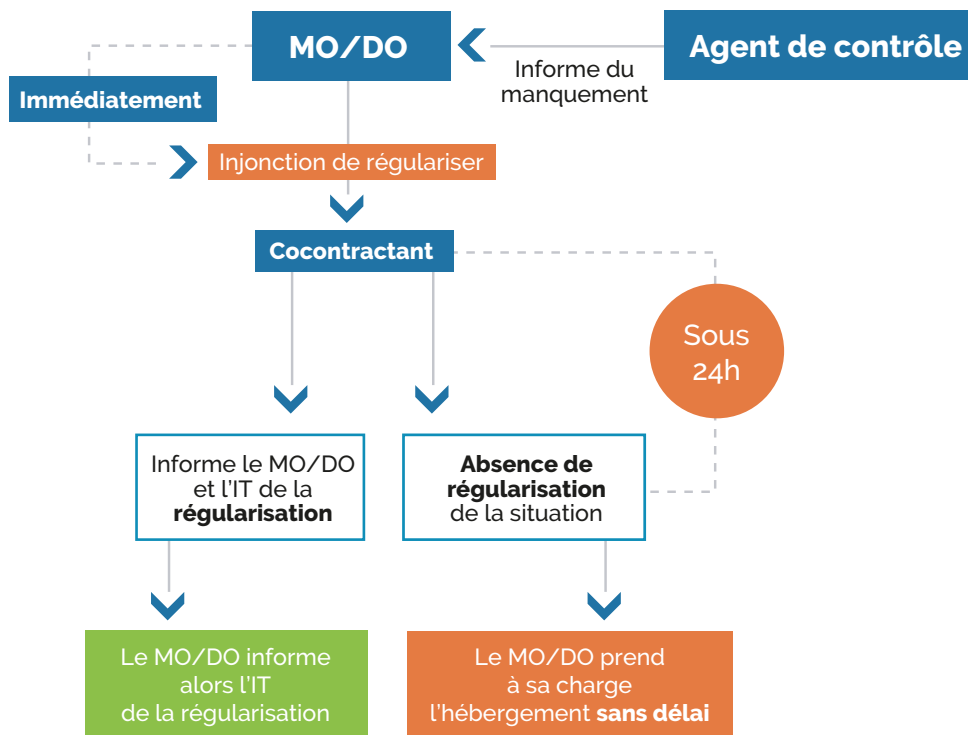 MO/DO
Agent de contrôle
Informe du
manquement
Immédiatement
Injonction de régulariser
Cocontractant
Sous
24h
Informe le MO/DO
et l'IT de la
régularisation
Absence de
régularisation
de la situation
Le MO/DO informe
alors l'IT
de la régularisation
Le MO/DO prend
à sa charge
l'hébergement sans délai